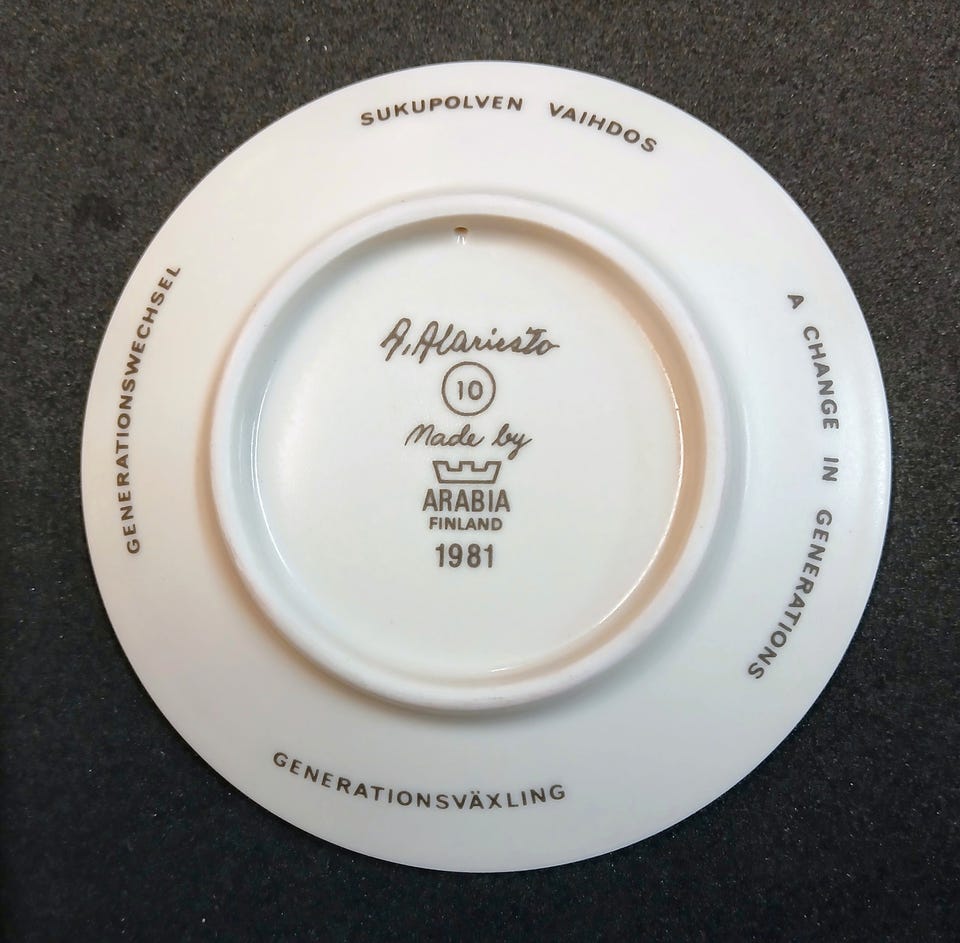 SUKUPOLVEN VAIHDOS
A CHANGE IN GENERATIONS
GENERATIONSVÄXLING
GENERATIONSWECHSEL
A. Alariesto
10
Made by
ARABIA
FINLAND
1981